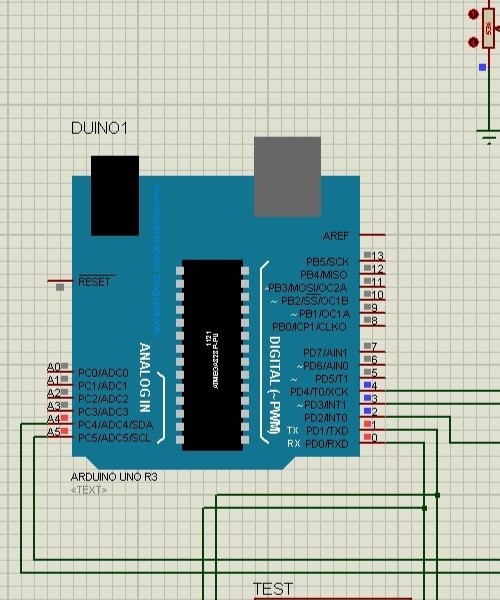 53%
DUINO1
AREF
RESET
PB5/SCK 13
PB4/MISO 12
~PB3/MOSI/OC2A 11
~ PB2/SS/OC1B 10
~ PB1/OC1A 9
PB0/ICP1/CLKO 8
1121
DIGITAL (~PWM)
ANALOG IN
PD7/AIN1 7
~ PD6/AIN0 6
~ PD5/T1 5
PD4/T0/XCK 4
~ PD3/INT1 3
PD2/INT0 2
TX PD1/TXD 1
RX PD0/RXD 0
A0 PC0/ADC0
A1 PC1/ADC1
A2 PC2/ADC2
A3 PC3/ADC3
A4 PC4/ADC4/SDA
A5 PC5/ADC5/SCL
ARDUINO UNO R3
<TEXT>
TEST